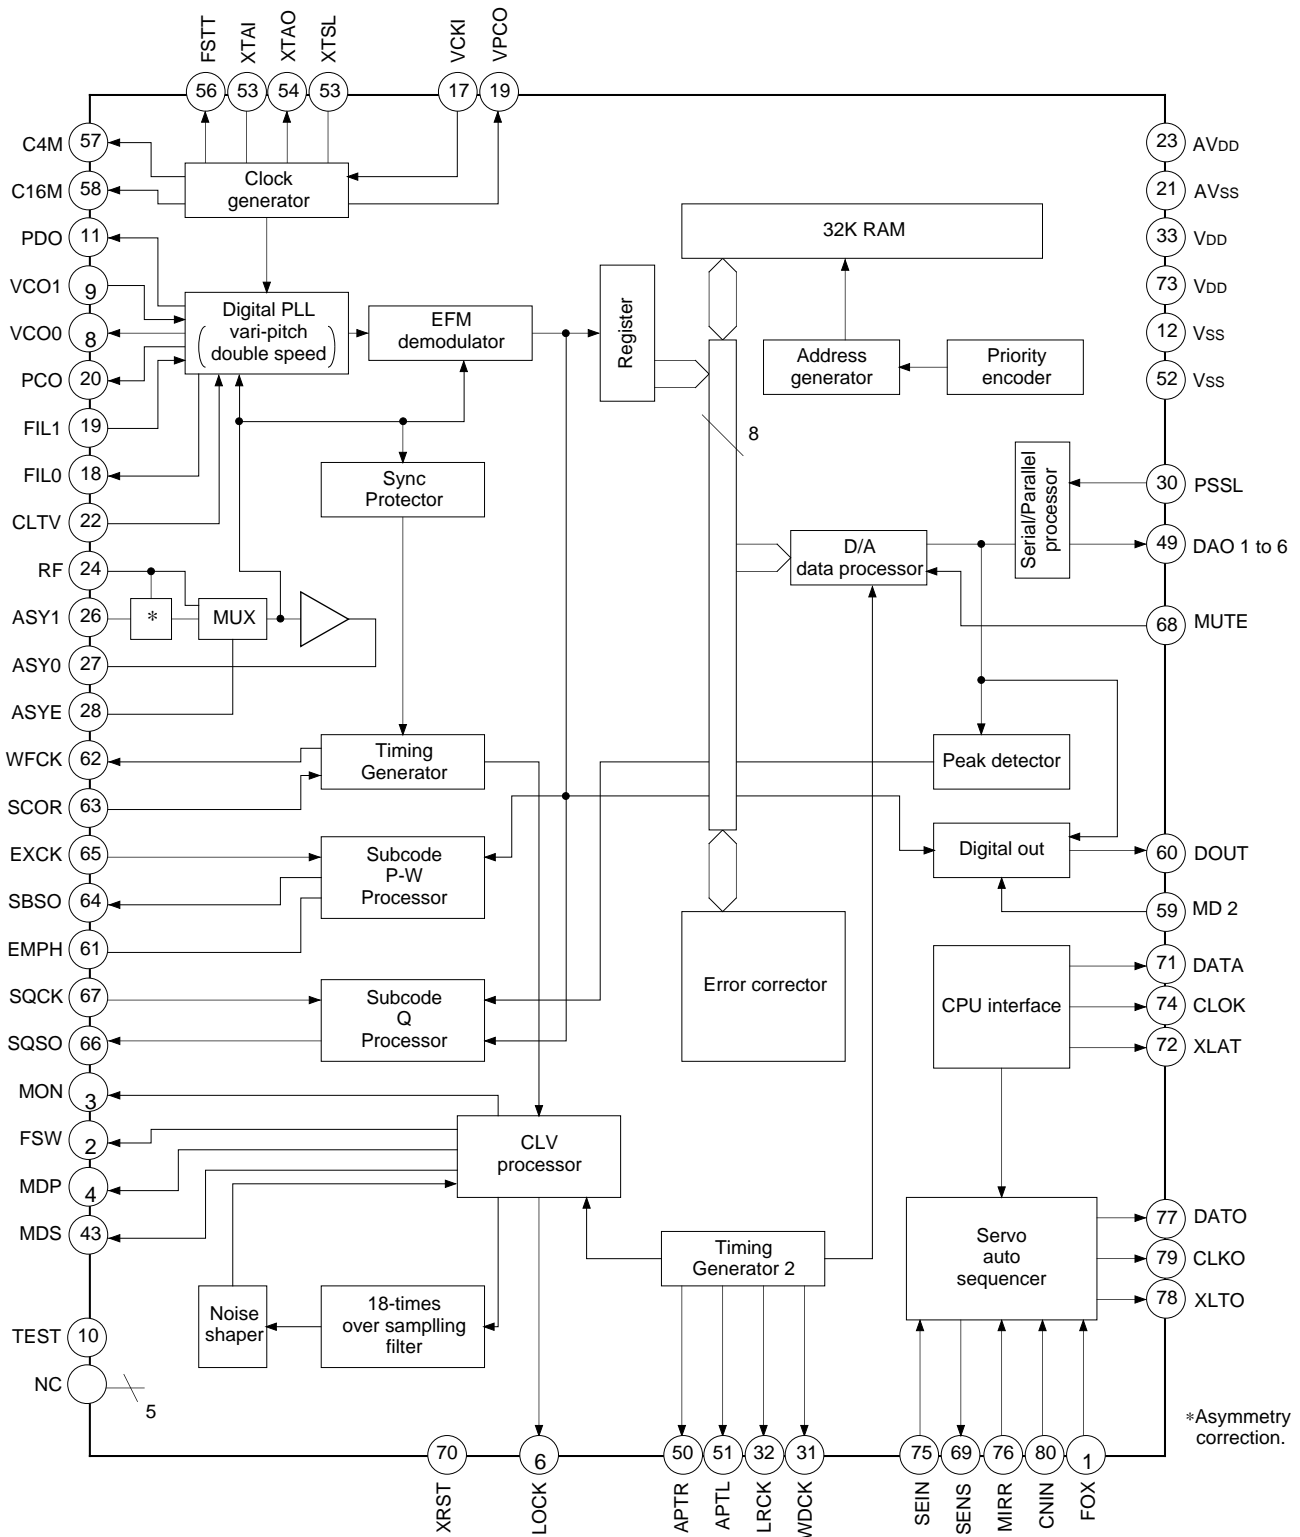 FSTT
XTAI
XTAO
XTSL
VCKI
VPCO
56
53
54
53
17
19
C4M 57
C16M 58
PDO 11
VCO1 9
VCO0 8
PCO 20
FIL1 19
FIL0 18
CLTV 22
RF 24
ASY1 26
ASY0 27
ASYE 28
WFCK 62
SCOR 63
EXCK 65
SBSO 64
EMPH 61
SQCK 67
SQSO 66
MON 3
FSW 2
MDP 4
MDS 43
TEST 10
NC
5
Clock
generator
Digital PLL
vari-pitch
( double speed )
EFM
demodulator
Register
32K RAM
Address
generator
Priority
encoder
8
Sync
Protector
*
MUX
D/A
data processor
Serial/Parallel
processor
Timing
Generator
Peak detector
Subcode
P-W
Processor
Digital out
Subcode
Q
Processor
Error corrector
CPU interface
CLV
processor
Servo
auto
sequencer
Timing
Generator 2
Noise
shaper
18-times
over samplling
filter
23 AVDD
21 AVSS
33 VDD
73 VDD
12 VSS
52 VSS
30 PSSL
49 DAO 1 to 6
68 MUTE
60 DOUT
59 MD 2
71 DATA
74 CLOK
72 XLAT
77 DATO
79 CLKO
78 XLTO
*Asymmetry
correction.
70
6
50
51
32
31
75
69
76
80
1
XRST
LOCK
APTR
APTL
LRCK
WDCK
SEIN
SENS
MIRR
CNIN
FOX